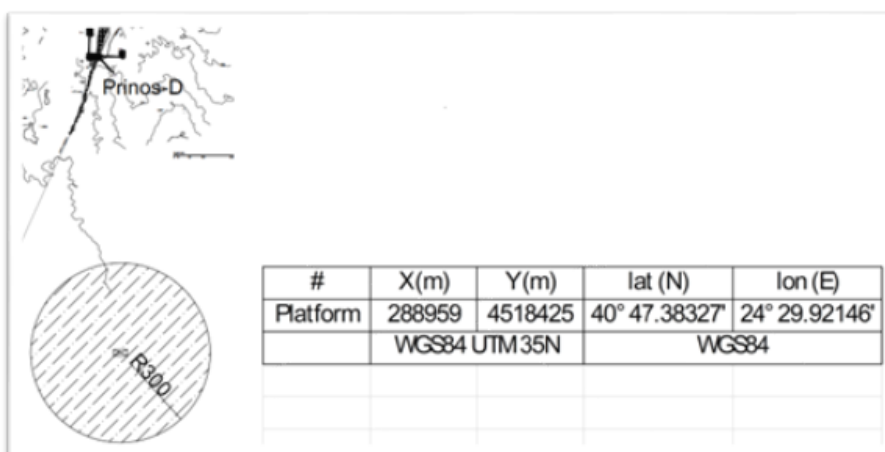 Prinos-D
R300
# X(m) Y(m) lat (N) lon (E)
Platform 288959 4518425 40° 47.38327' 24° 29.92146'
WGS84 UTM 35N WGS84